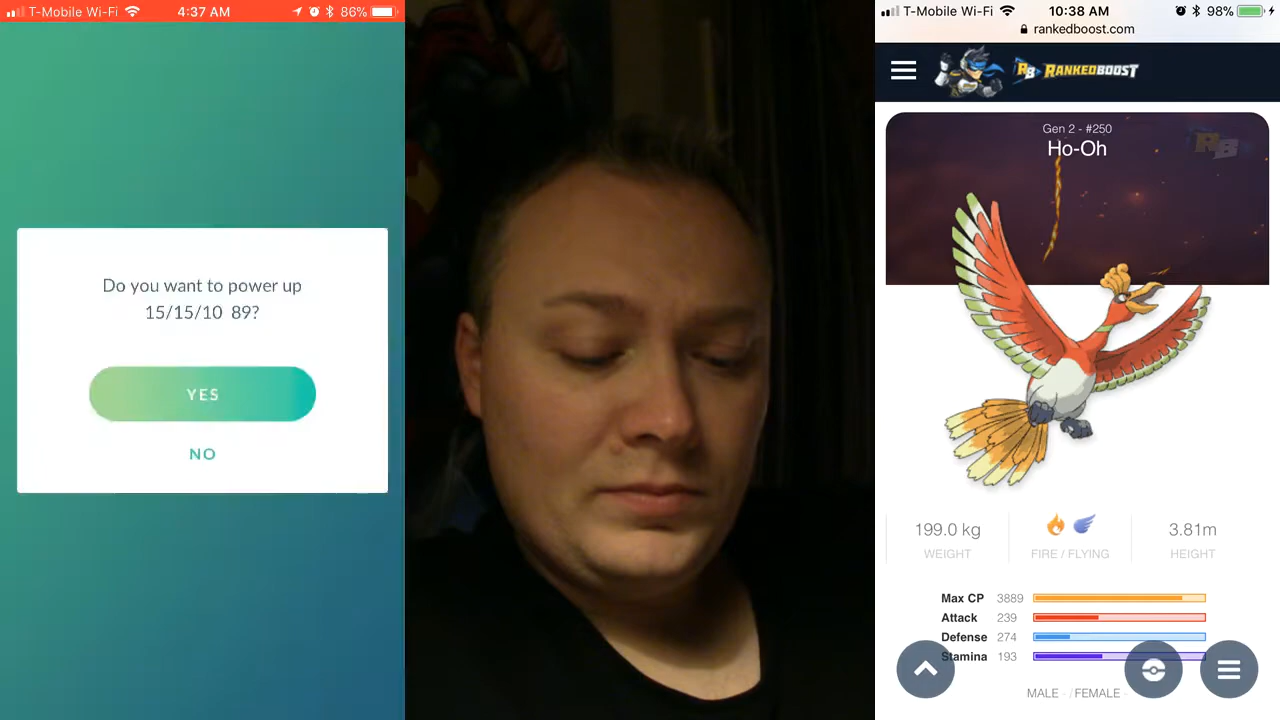 T-Mobile Wi-Fi 4:37 AM 86%
Do you want to power up
15/15/10 89?
YES
NO
T-Mobile Wi-Fi 10:38 AM 98%
rankedboost.com
RB RANKEDBOOST
Gen 2 - #250
Ho-Oh
RB
199.0 kg
WEIGHT
FIRE / FLYING
3.81m
HEIGHT
Max CP 3889
Attack 239
Defense 274
Stamina 193
MALE - / FEMALE -